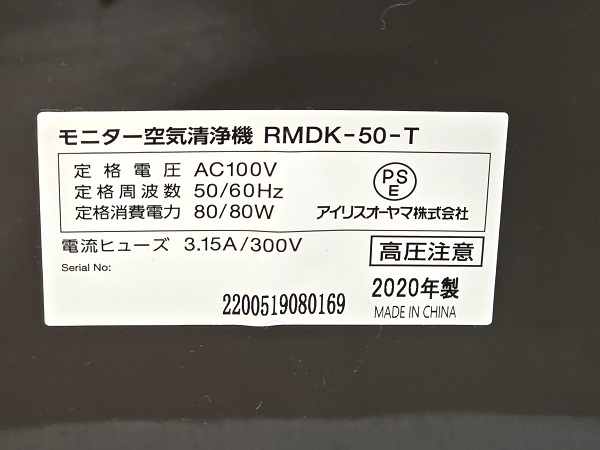 モニター空気清浄機 RMDK-50-T
定格電圧 AC100V
定格周波数 50/60Hz
定格消費電力 80/80W
PS
E
アイリスオーヤマ株式会社
電流ヒューズ 3.15A/300V
高圧注意
Serial No:
2200519080169
2020年製
MADE IN CHINA